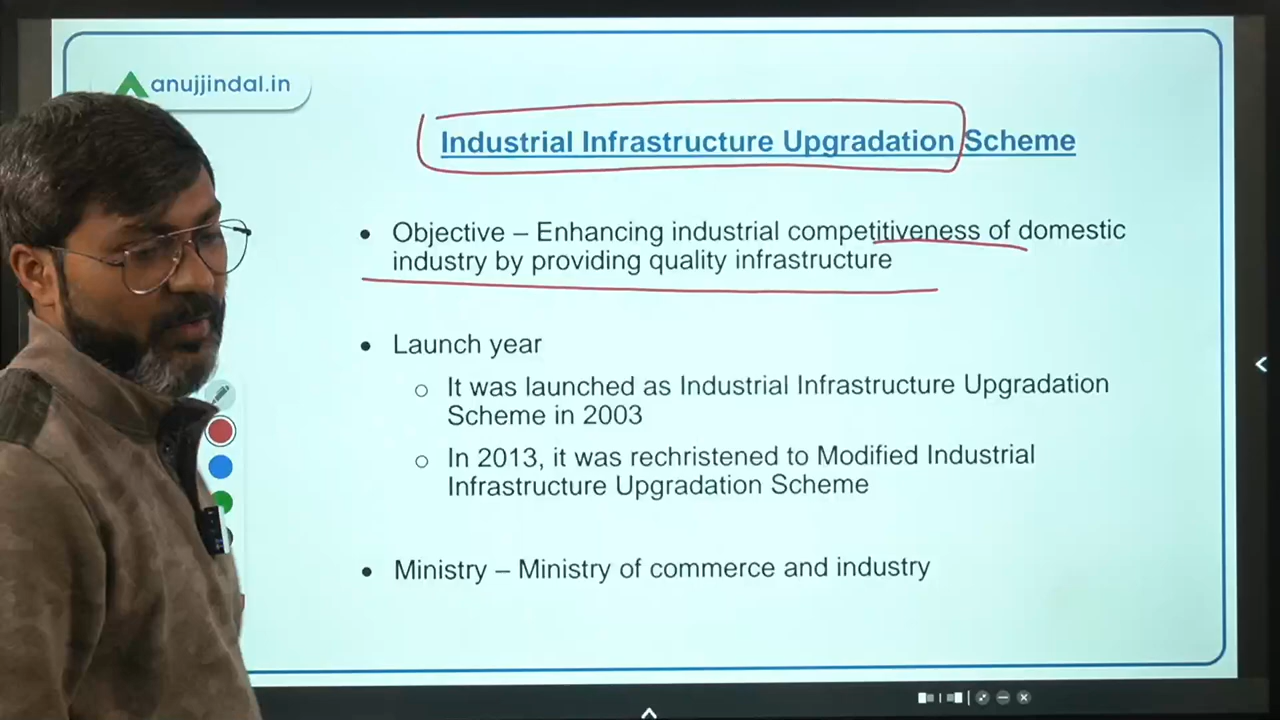 anujjindal.in
Industrial Infrastructure Upgradation Scheme
• Objective – Enhancing industrial competitiveness of domestic
industry by providing quality infrastructure
• Launch year
○ It was launched as Industrial Infrastructure Upgradation
Scheme in 2003
○ In 2013, it was rechristened to Modified Industrial
Infrastructure Upgradation Scheme
• Ministry – Ministry of commerce and industry